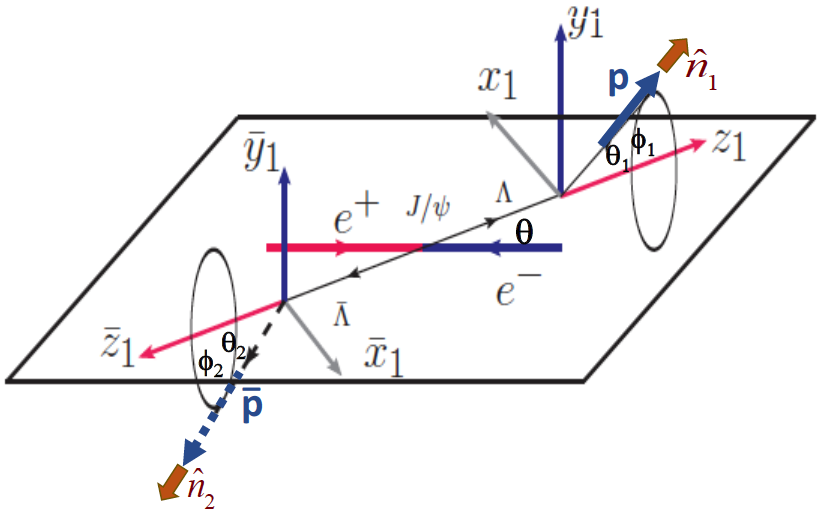 y₁
p
n̂₁
x₁
ϕ₁
θ₁
z₁
ȳ₁
Λ
J/ψ
e⁺
θ
e⁻
Λ̄
z̄₁
θ₂
ϕ₂
x̄₁
p̄
n̂₂